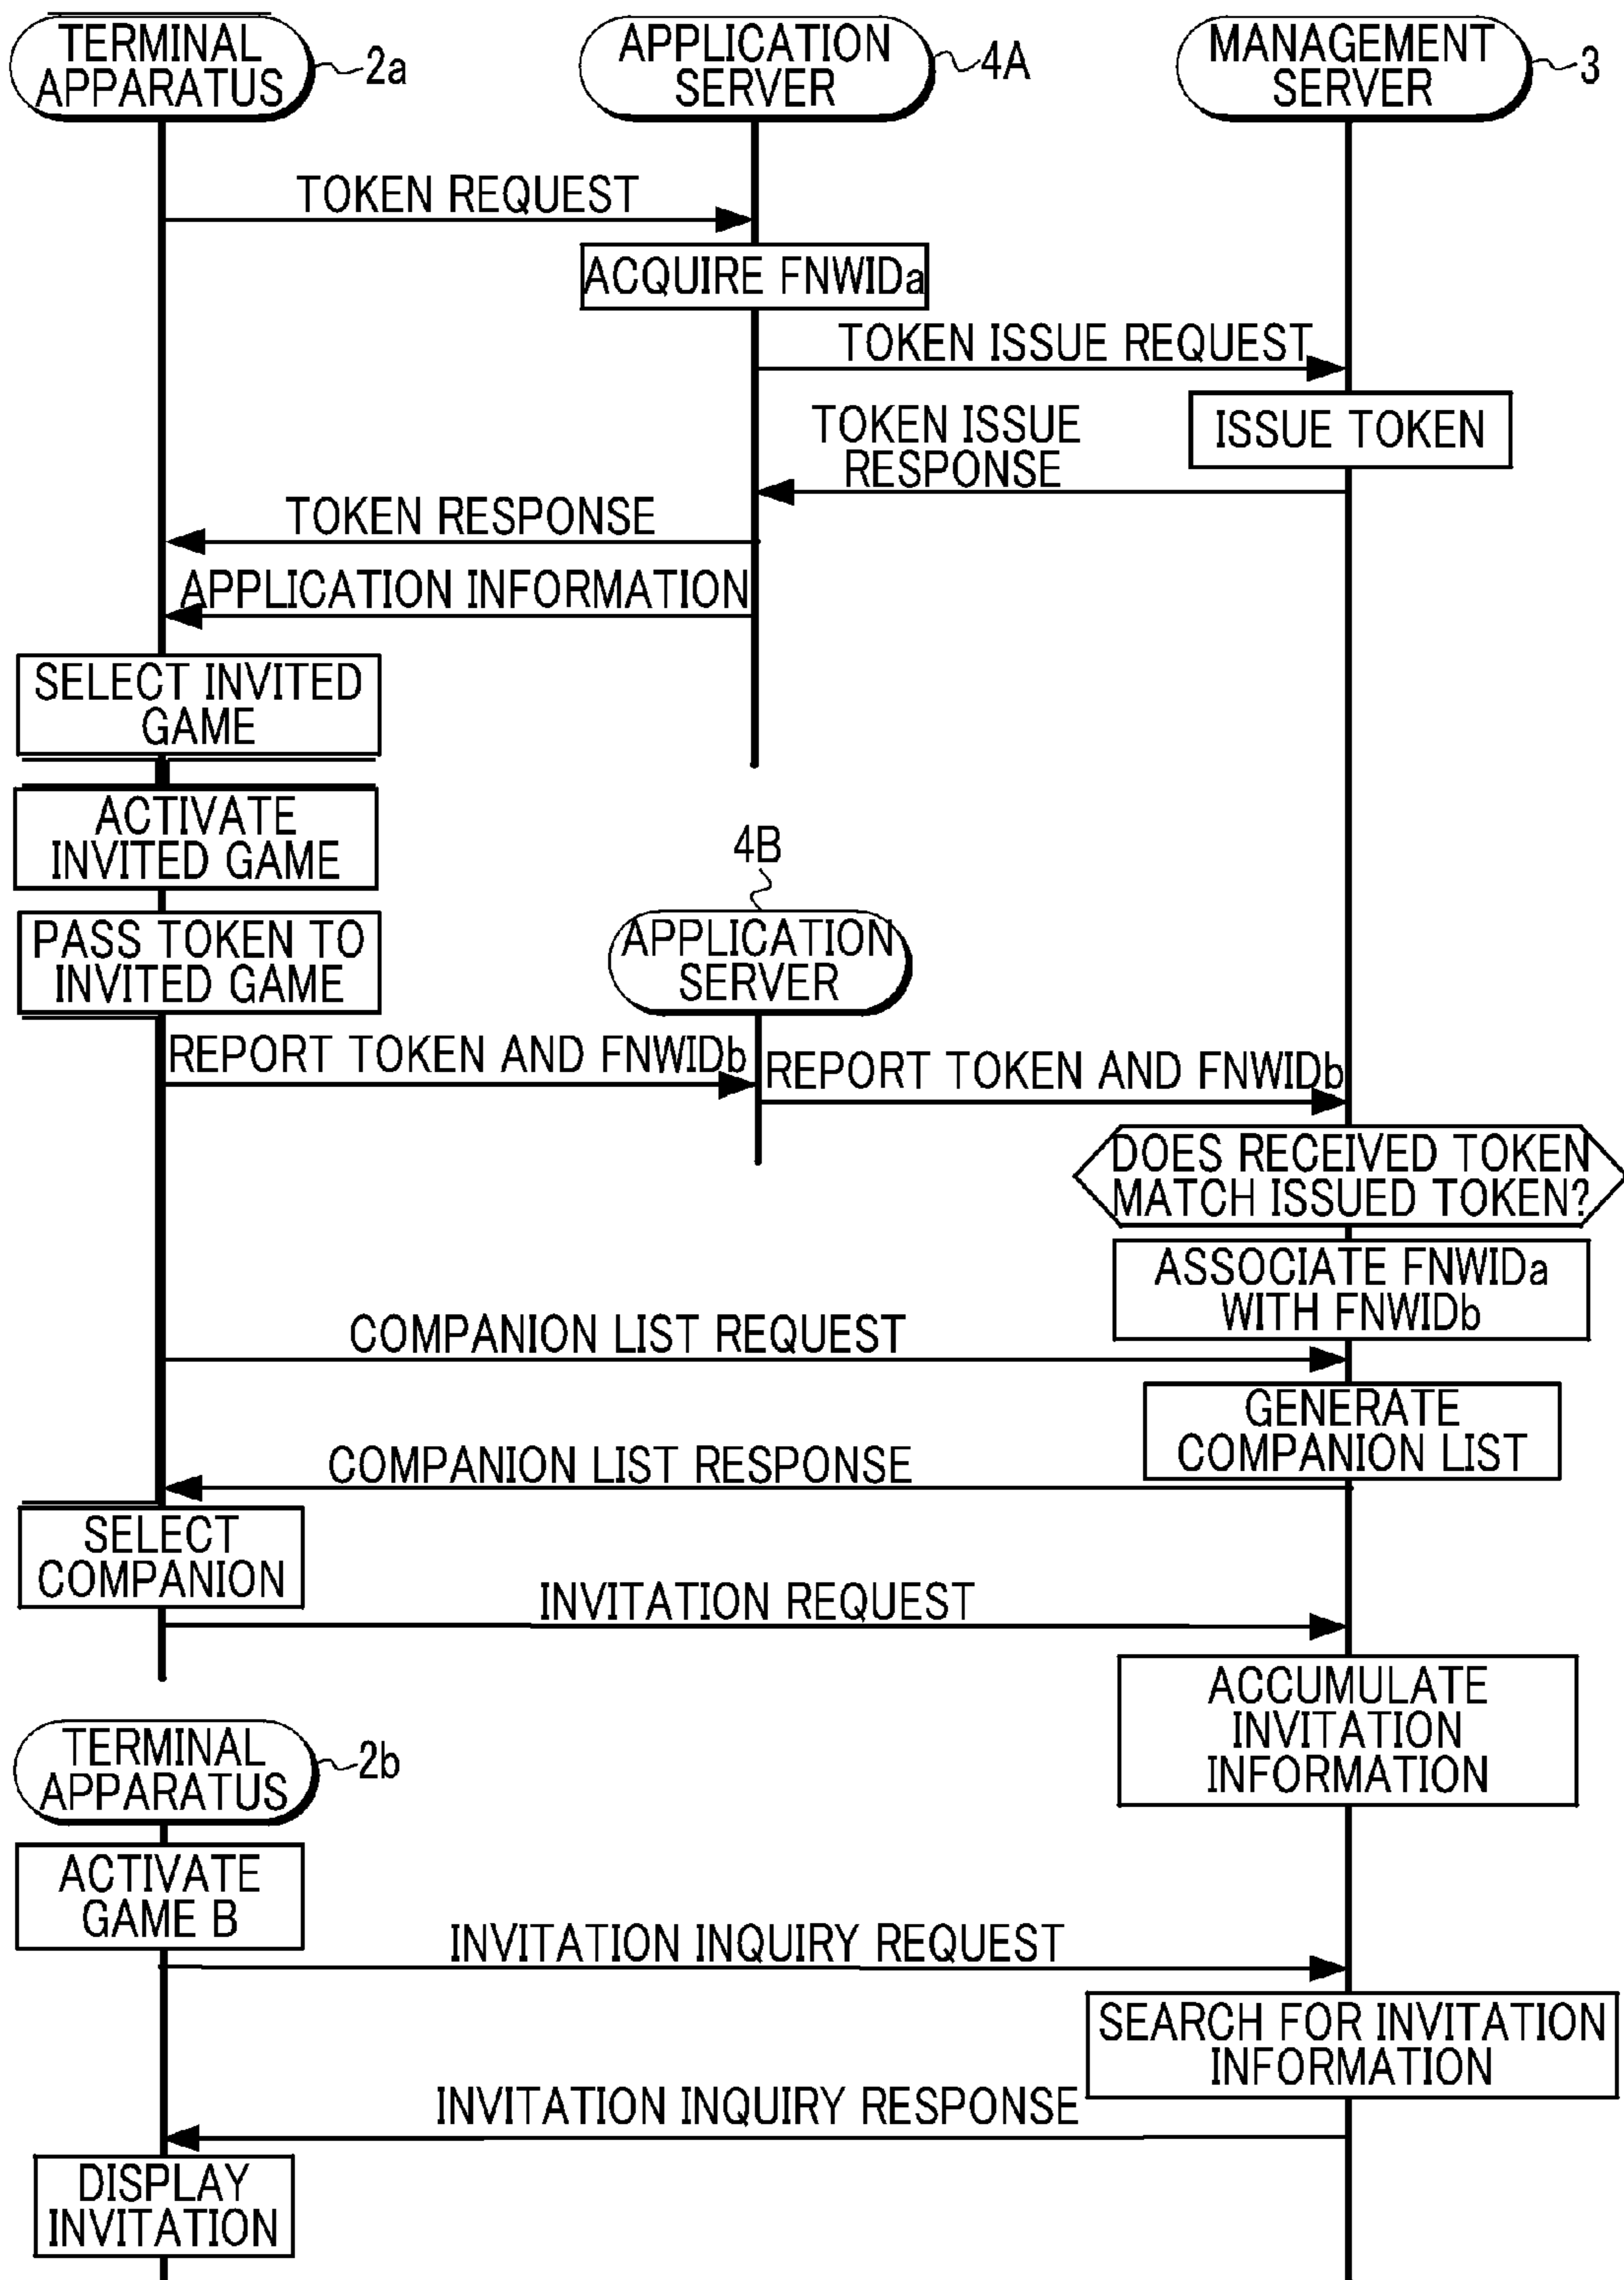 TERMINAL
APPARATUS
2a
APPLICATION
SERVER
4A
MANAGEMENT
SERVER
3
TOKEN REQUEST
ACQUIRE FNWIDa
TOKEN ISSUE REQUEST
ISSUE TOKEN
TOKEN ISSUE
RESPONSE
TOKEN RESPONSE
APPLICATION INFORMATION
SELECT INVITED
GAME
ACTIVATE
INVITED GAME
4B
APPLICATION
SERVER
PASS TOKEN TO
INVITED GAME
REPORT TOKEN AND FNWIDb
REPORT TOKEN AND FNWIDb
DOES RECEIVED TOKEN
MATCH ISSUED TOKEN?
ASSOCIATE FNWIDa
WITH FNWIDb
COMPANION LIST REQUEST
GENERATE
COMPANION LIST
COMPANION LIST RESPONSE
SELECT
COMPANION
INVITATION REQUEST
ACCUMULATE
INVITATION
INFORMATION
TERMINAL
APPARATUS
2b
ACTIVATE
GAME B
INVITATION INQUIRY REQUEST
SEARCH FOR INVITATION
INFORMATION
INVITATION INQUIRY RESPONSE
DISPLAY
INVITATION